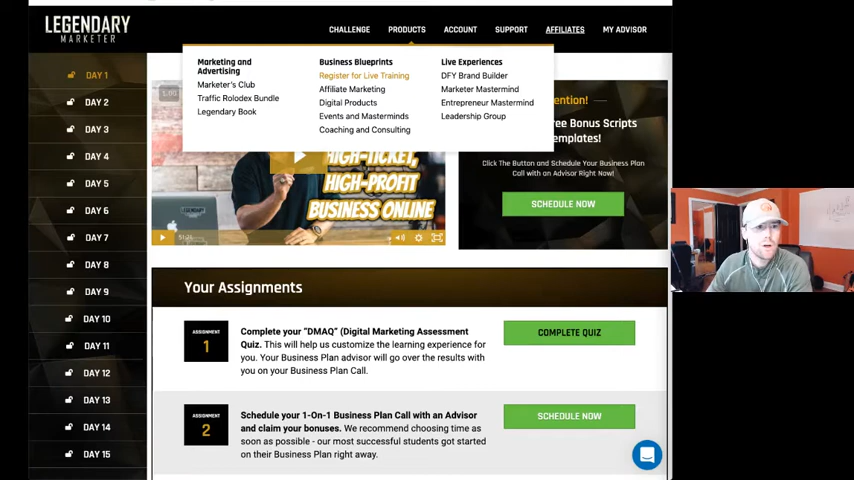 LEGENDARY
MARKETER
CHALLENGE PRODUCTS ACCOUNT SUPPORT AFFILIATES MY ADVISOR
Marketing and
Advertising
Marketer's Club
Traffic Rolodex Bundle
Legendary Book
Business Blueprints
Register for Live Training
Affiliate Marketing
Digital Products
Events and Masterminds
Coaching and Consulting
Live Experiences
DFY Brand Builder
Marketer Mastermind
Entrepreneur Mastermind
Leadership Group
DAY 1
DAY 2
DAY 3
DAY 4
DAY 5
DAY 6
DAY 7
DAY 8
DAY 9
DAY 10
DAY 11
DAY 12
DAY 13
DAY 14
DAY 15
HIGH-TICKET,
HIGH-PROFIT
BUSINESS ONLINE
ention!
ree Bonus Scripts
emplates!
Click The Button and Schedule Your Business Plan
Call with an Advisor Right Now!
SCHEDULE NOW
Your Assignments
ASSIGNMENT
1
Complete your "DMAQ" (Digital Marketing Assessment
Quiz. This will help us customize the learning experience for
you. Your Business Plan advisor will go over the results with
you on your Business Plan Call.
COMPLETE QUIZ
ASSIGNMENT
2
Schedule your 1-On-1 Business Plan Call with an Advisor
and claim your bonuses. We recommend choosing time as
soon as possible - our most successful students got started
on their Business Plan right away.
SCHEDULE NOW